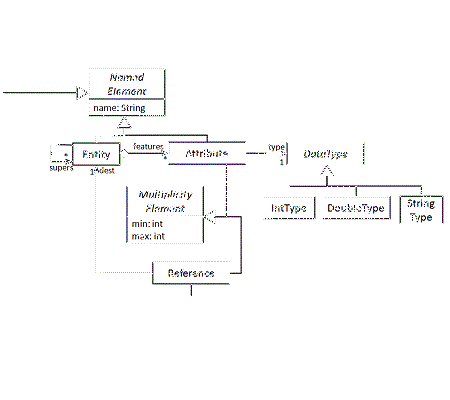 Named
Element
name: String
Entity
features
*
Attribute
type
1
DataType
*
supers
1
dest
Multiplicity
Element
min: int
max: int
IntType
DoubleType
String
Type
Reference